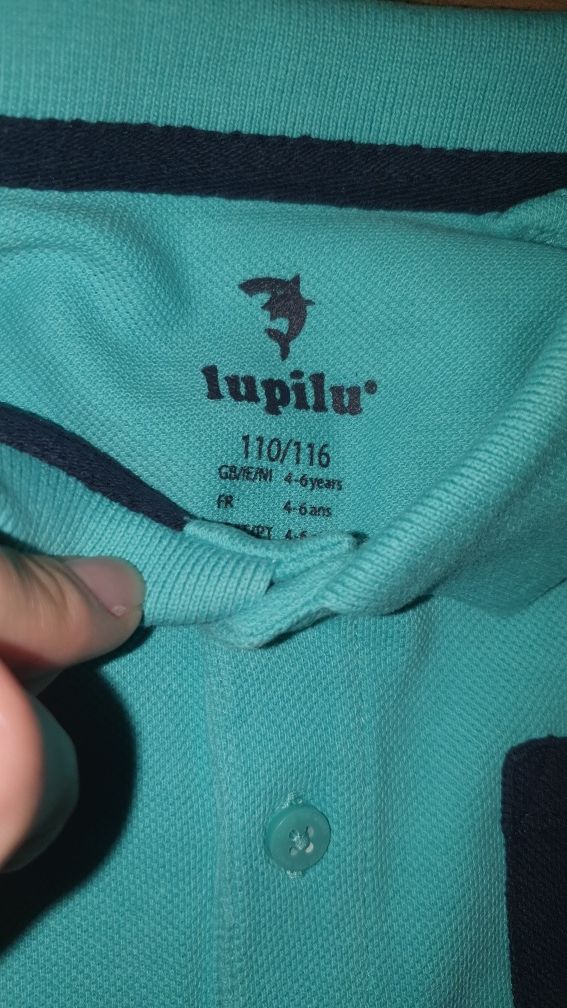 lupilu®
110/116
GB/IE/NI 4-6 years
FR 4-6 ans